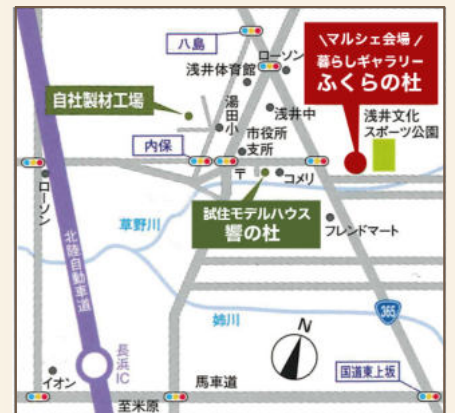 八島
ローソン
浅井体育館
\マルシェ会場/
暮らしギャラリー
ふくらの杜
自社製材工場
湯田小
浅井中
浅井文化
スポーツ公園
市役所
支所
内保
〒
コメリ
ローソン
試住モデルハウス
響の杜
フレンドマート
草野川
北陸自動車道
姉川
365
N
長浜IC
イオン
馬車道
国道東上坂
至米原